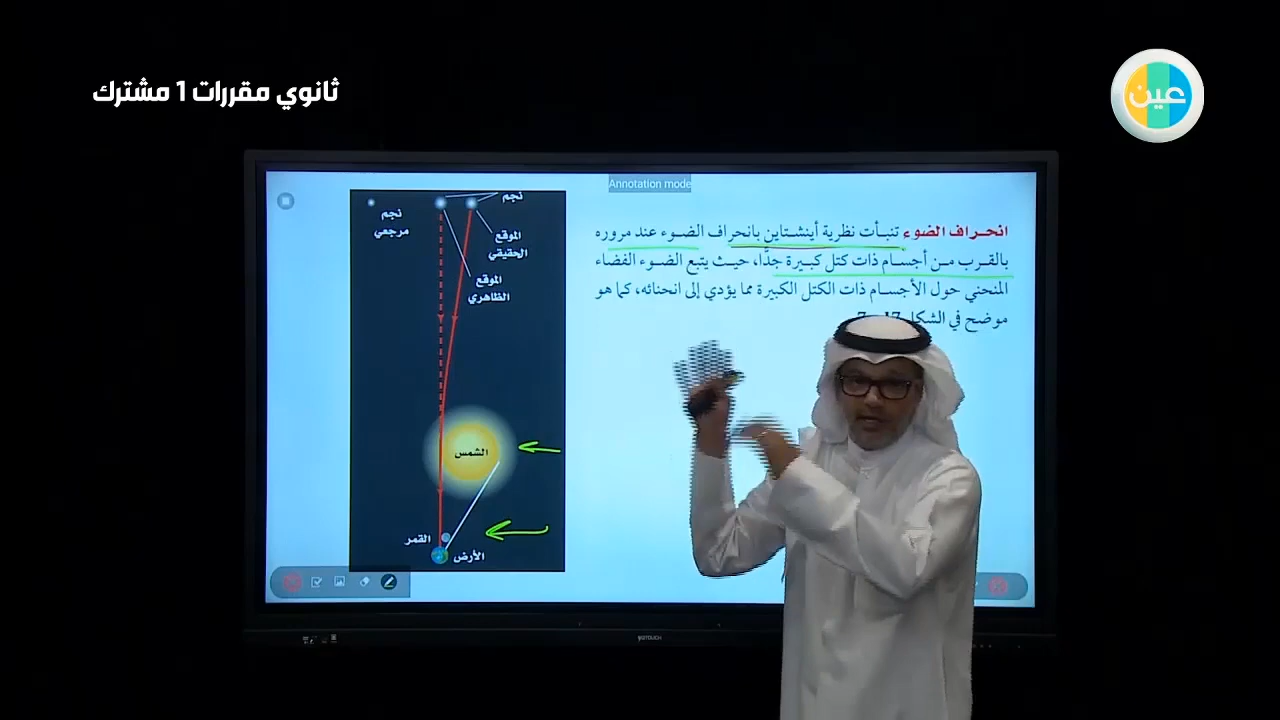 ثانوي مقررات 1 مشترك
عين
Annotation mode
انحراف الضوء تنبأت نظرية أينشتاين بانحراف الضوء عند مروره
بالقرب من أجسام ذات كتل كبيرة جدًّا، حيث يتبع الضوء الفضاء
المنحني حول الأجسام ذات الكتل الكبيرة مما يؤدي إلى انحنائه، كما هو
موضح في الشكل
نجم
نجم
مرجعي
الموقع
الحقيقي
الموقع
الظاهري
الشمس
القمر
الأرض